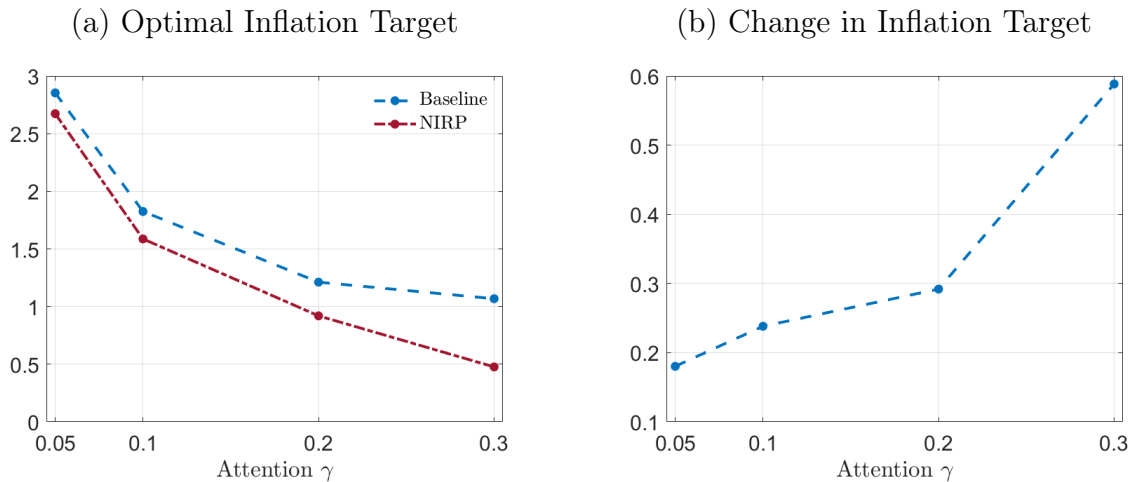 (a) Optimal Inflation Target
3
2.5
2
1.5
1
0.5
0
0.05 0.1 0.2 0.3
Attention γ
Baseline
NIRP
(b) Change in Inflation Target
0.6
0.5
0.4
0.3
0.2
0.1
0.05 0.1 0.2 0.3
Attention γ